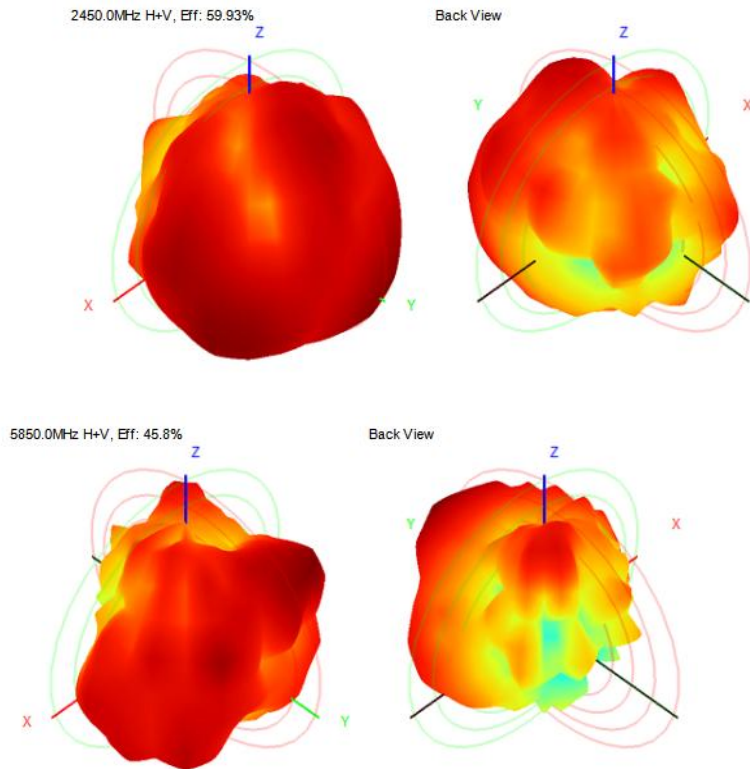 2450.0MHz H+V, Eff: 59.93%
Back View
Z
Y
X
X
Y
5850.0MHz H+V, Eff: 45.8%
Back View
Z
Z
Y
X
X
Y